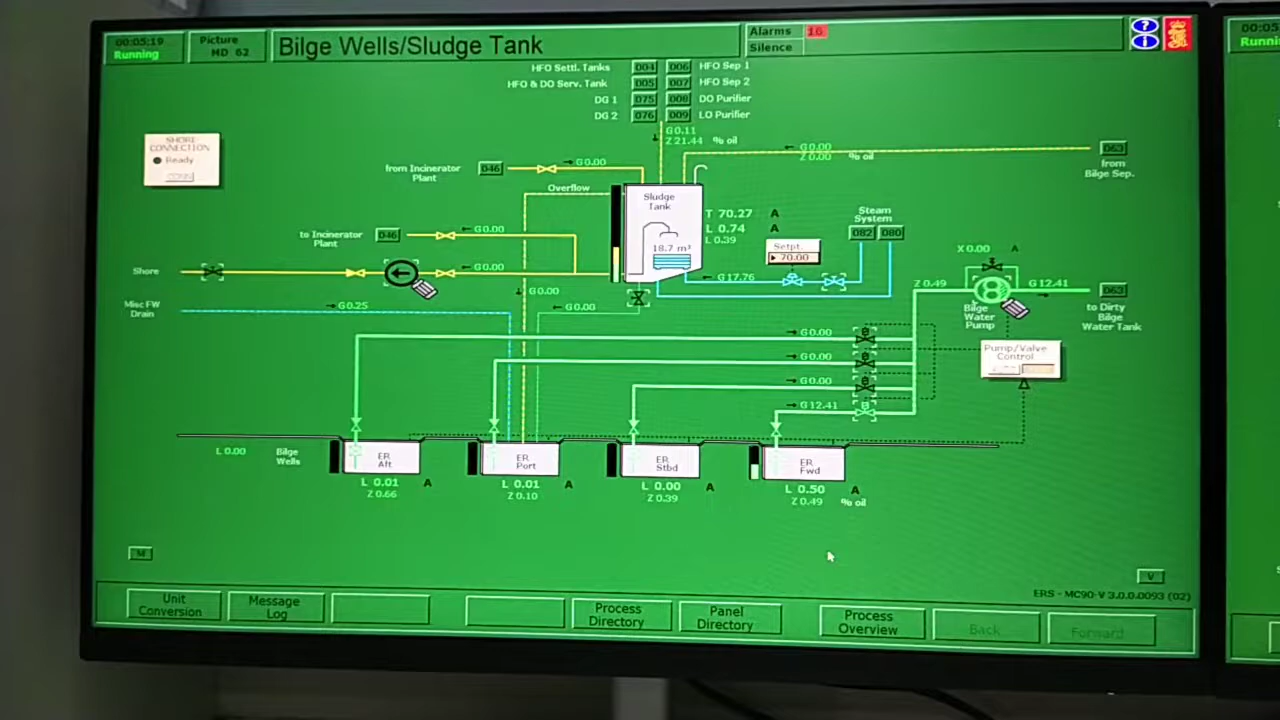 00:05:19
Running
Picture
MD 62
Bilge Wells/Sludge Tank
Alarms 16
Silence
?
i
HFO Settl. Tanks 004 006 HFO Sep 1
HFO & DO Serv. Tank 005 007 HFO Sep 2
DG 1 075 008 DO Purifier
DG 2 076 009 LO Purifier
G 0.11
Z 21.44 % oil
SHORE
CONNECTION
Ready
CONN
from Incinerator
Plant
046
G 0.00
G 0.00
Z 0.00 % oil
063
from
Bilge Sep.
Overflow
Sludge
Tank
18.7 m³
T 70.27 A
L 0.74 A
L 0.39
Setpt.
70.00
Steam
System
082 080
to Incinerator
Plant
046
G 0.00
Shore
G 0.00
G 17.76
X 0.00 A
Z 0.49
G 12.41
063
to Dirty
Bilge
Water Tank
Bilge
Water
Pump
Misc FW
Drain
G 0.25
G 0.00
G 0.00
G 0.00
G 0.00
G 0.00
G 12.41
Pump/Valve
Control
L 0.00
Bilge
Wells
ER
Aft
ER
Port
ER
Stbd
ER
Fwd
L 0.01 A
Z 0.66
L 0.01 A
Z 0.10
L 0.00 A
Z 0.39
L 0.50 A
Z 0.49 % oil
M
V
ERS - MC90-V 3.0.0.0093 (02)
Unit
Conversion
Message
Log
Process
Directory
Panel
Directory
Process
Overview
Back
Forward
00:05
Runni